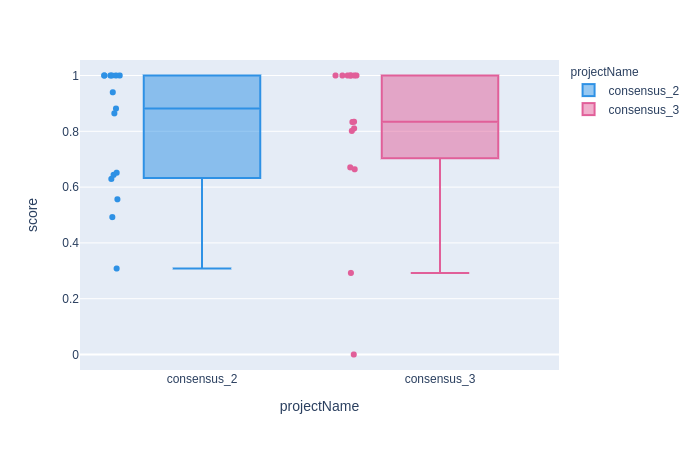 projectName
consensus_2
consensus_3
score
1
0.8
0.6
0.4
0.2
0
consensus_2
consensus_3
projectName